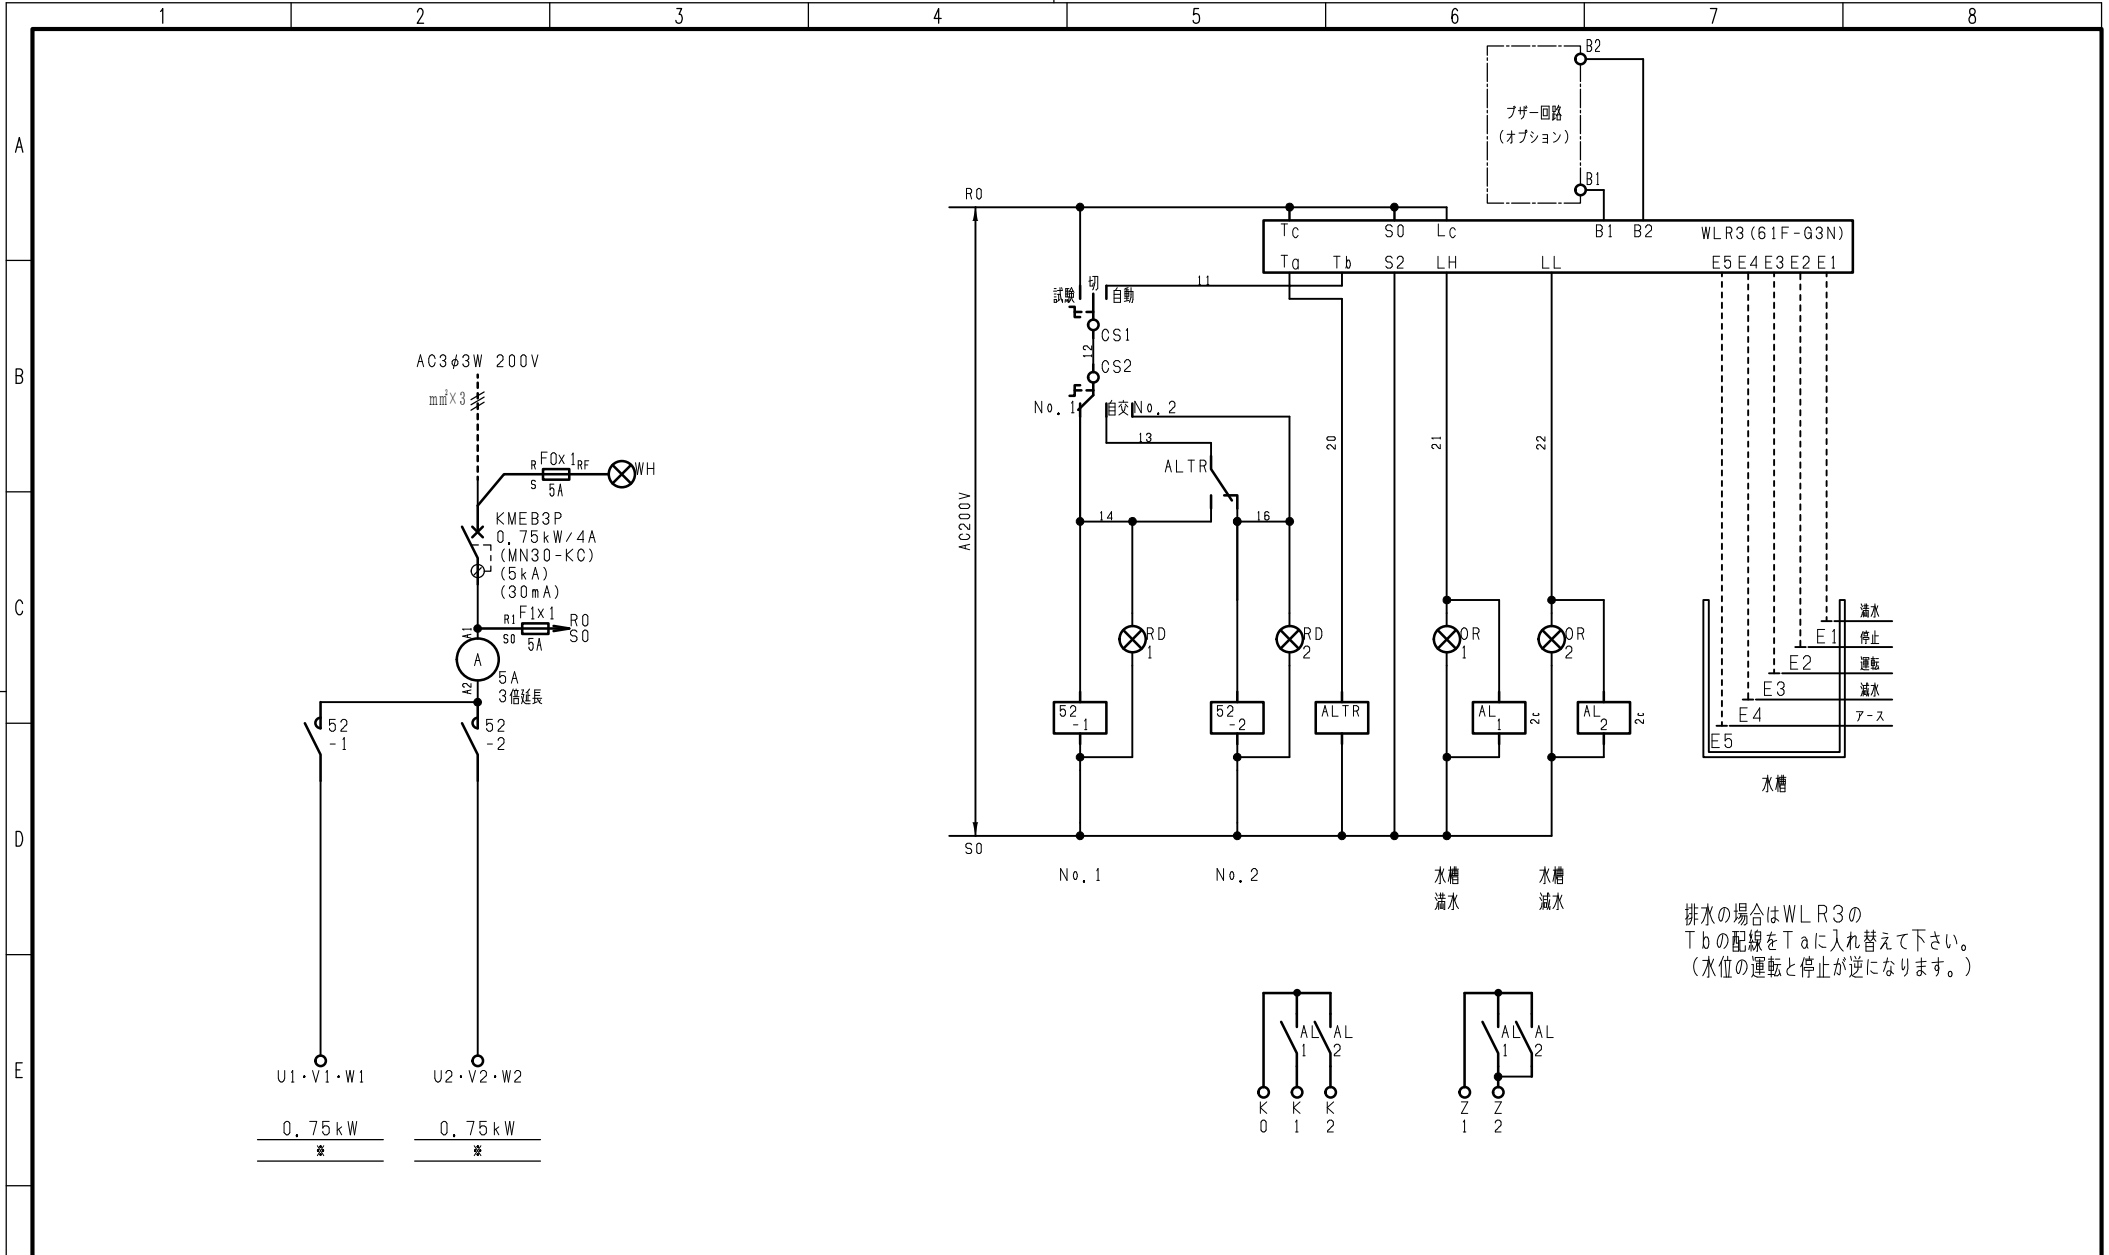 1 2 3 4 5 6 7 8
A
B
C
D
E
B2
ブザー回路
(オプション)
B1
R0
Tc S0 Lc B1 B2 WLR3(61F-G3N)
Ta Tb S2 LH LL E5 E4 E3 E2 E1
11
試験 切 自動
CS1
12
CS2
No.1 自交 No.2
13
ALTR
20
21
22
14
16
AC200V
RD
1
RD
2
OR
1
OR
2
52
-1
52
-2
ALTR
AL
1
2c
AL
2
2c
S0
No.1
No.2
水槽
満水
水槽
減水
満水
E1 停止
E2 運転
E3 減水
E4 アース
E5
水槽
AC3φ3W 200V
mm²×3
R F0x1 RF WH
S 5A
KMEB3P
0.75kW/4A
(MN30-KC)
(5kA)
(30mA)
R1 F1x1 R0
S0 5A S0
A1
A
A2
5A
3倍延長
52
-1
52
-2
U1・V1・W1
U2・V2・W2
0.75kW
※
0.75kW
※
排水の場合はWLR3の
Tbの配線をTaに入れ替えて下さい。
(水位の運転と停止が逆になります。)
AL
1
AL
2
K
0
K
1
K
2
AL
1
AL
2
Z
1
Z
2